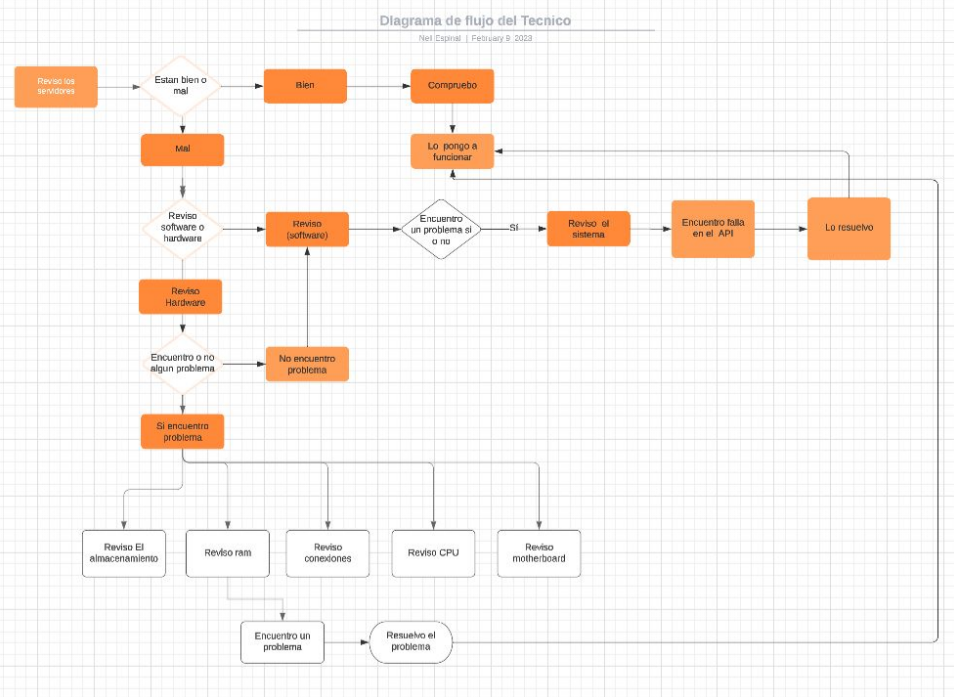 DIagrama de flujo del Tecnico
Nell Espinal | February 9 2023
Reviso los
servidores
Estan bien o
mal
Bien
Compruebo
Mal
Lo pongo a
funcionar
Reviso
software o
hardware
Reviso
(software)
Encuentro
un problema si
o no
Sí
Reviso el
sistema
Encuentro falla
en el API
Lo resuelvo
Reviso
Hardware
Encuentro o no
algun problema
No encuentro
problema
Si encuentro
problema
Reviso El
almacenamiento
Reviso ram
Reviso
conexiones
Reviso CPU
Reviso
motherboard
Encuentro un
problema
Resuelvo el
problema